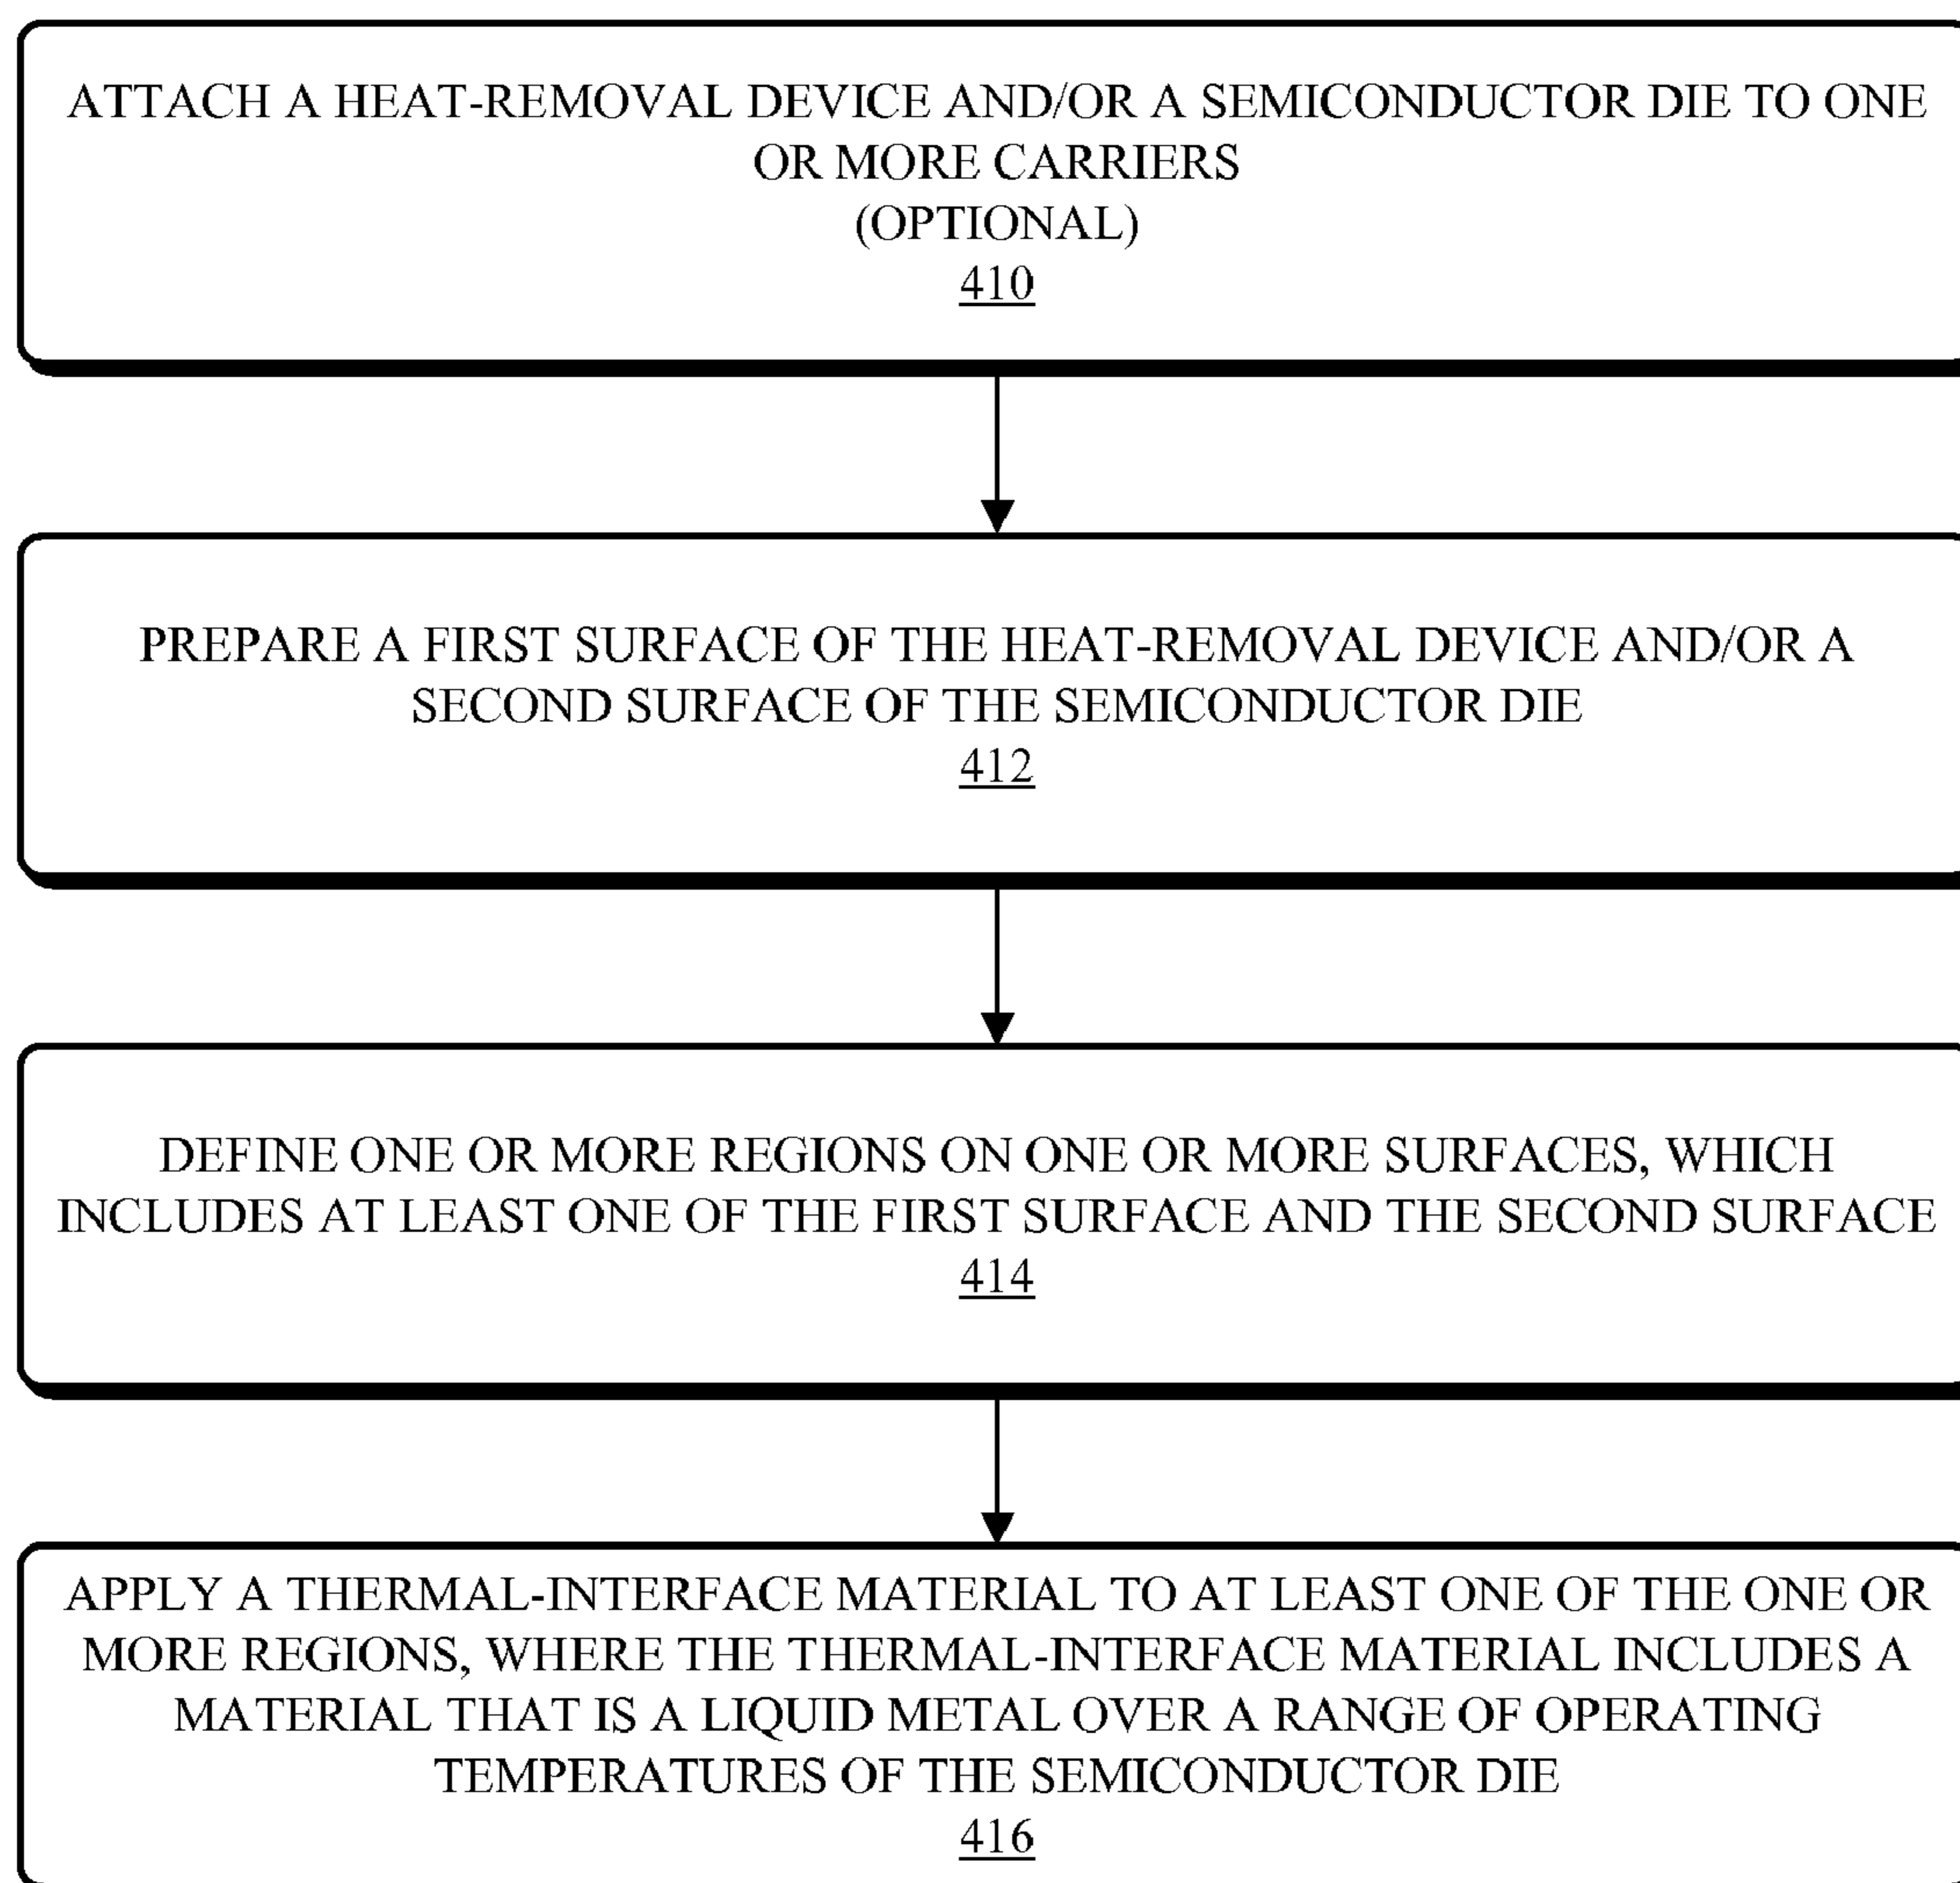 ATTACH A HEAT-REMOVAL DEVICE AND/OR A SEMICONDUCTOR DIE TO ONE
OR MORE CARRIERS
(OPTIONAL)
410
PREPARE A FIRST SURFACE OF THE HEAT-REMOVAL DEVICE AND/OR A
SECOND SURFACE OF THE SEMICONDUCTOR DIE
412
DEFINE ONE OR MORE REGIONS ON ONE OR MORE SURFACES, WHICH
INCLUDES AT LEAST ONE OF THE FIRST SURFACE AND THE SECOND SURFACE
414
APPLY A THERMAL-INTERFACE MATERIAL TO AT LEAST ONE OF THE ONE OR
MORE REGIONS, WHERE THE THERMAL-INTERFACE MATERIAL INCLUDES A
MATERIAL THAT IS A LIQUID METAL OVER A RANGE OF OPERATING
TEMPERATURES OF THE SEMICONDUCTOR DIE
416